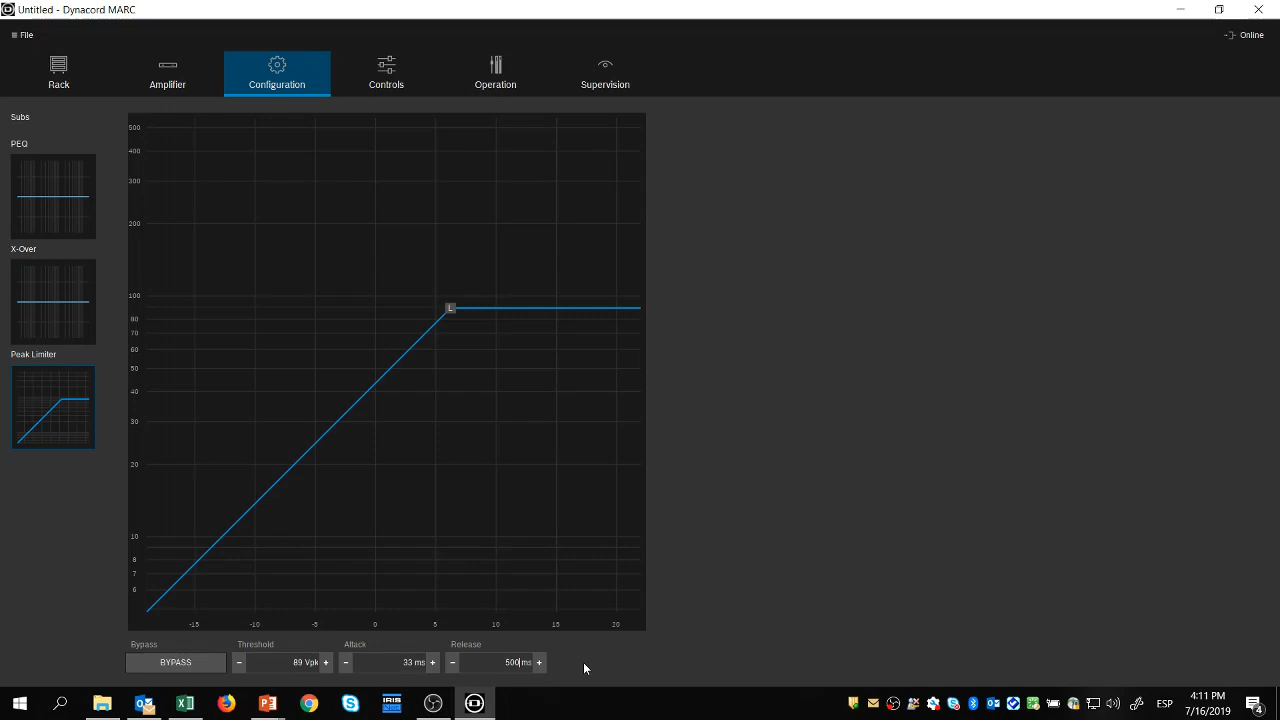 Untitled - Dynacord MARC
File
Online
Rack
Amplifier
Configuration
Controls
Operation
Supervision
Subs
PEQ
X-Over
Peak Limiter
500
400
300
200
100
80
70
60
50
40
30
20
10
8
7
6
L
-15
-10
-5
0
5
10
15
20
Bypass
Threshold
Attack
Release
BYPASS
- 89 Vpk +
- 33 ms +
- 500 ms +
IRIS
ESP
4:11 PM
7/16/2019
4